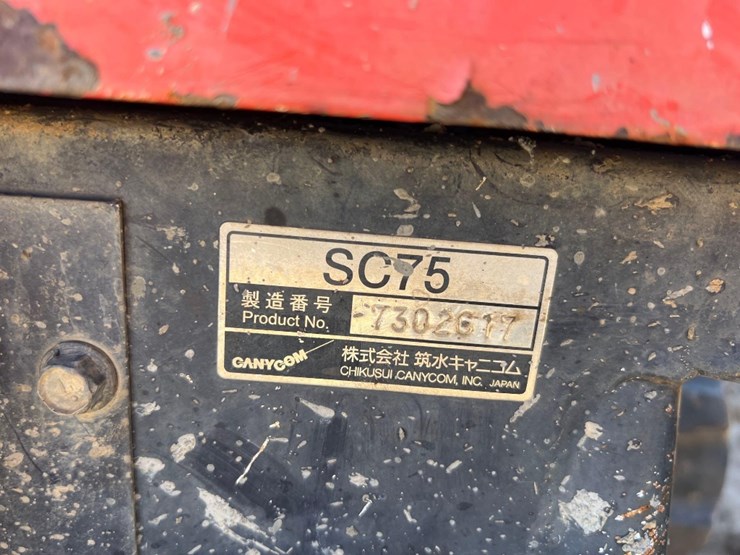 SC75
製造番号
Product No.
7302617
CANYCOM
株式会社 筑水キャニコム
CHIKUSUI CANYCOM, INC. JAPAN